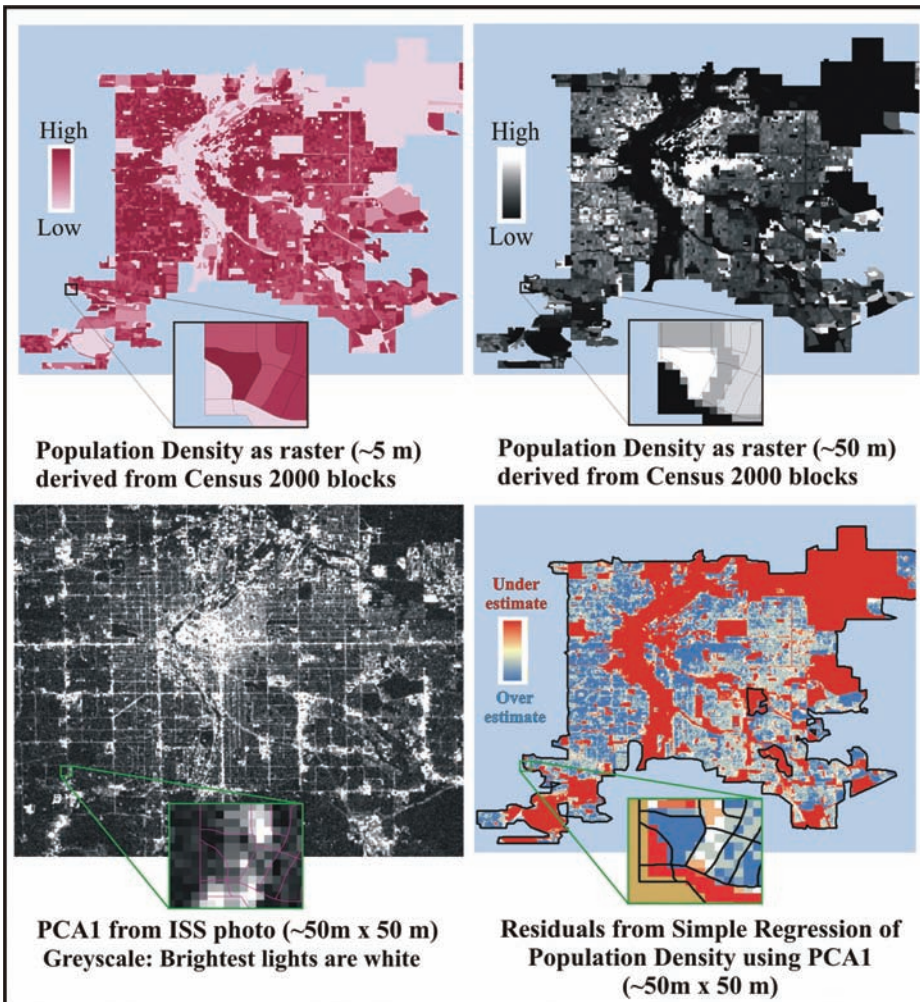 High
Low
High
Low
Population Density as raster (~5 m)
derived from Census 2000 blocks
Population Density as raster (~50 m)
derived from Census 2000 blocks
Under
estimate
Over
estimate
PCA1 from ISS photo (~50m x 50 m)
Greyscale: Brightest lights are white
Residuals from Simple Regression of
Population Density using PCA1
(~50m x 50 m)